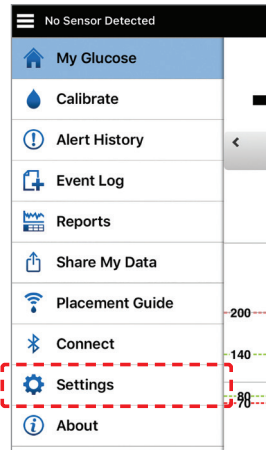 No Sensor Detected
My Glucose
Calibrate
Alert History
Event Log
Reports
Share My Data
Placement Guide
200
Connect
140
Settings
80
70
About